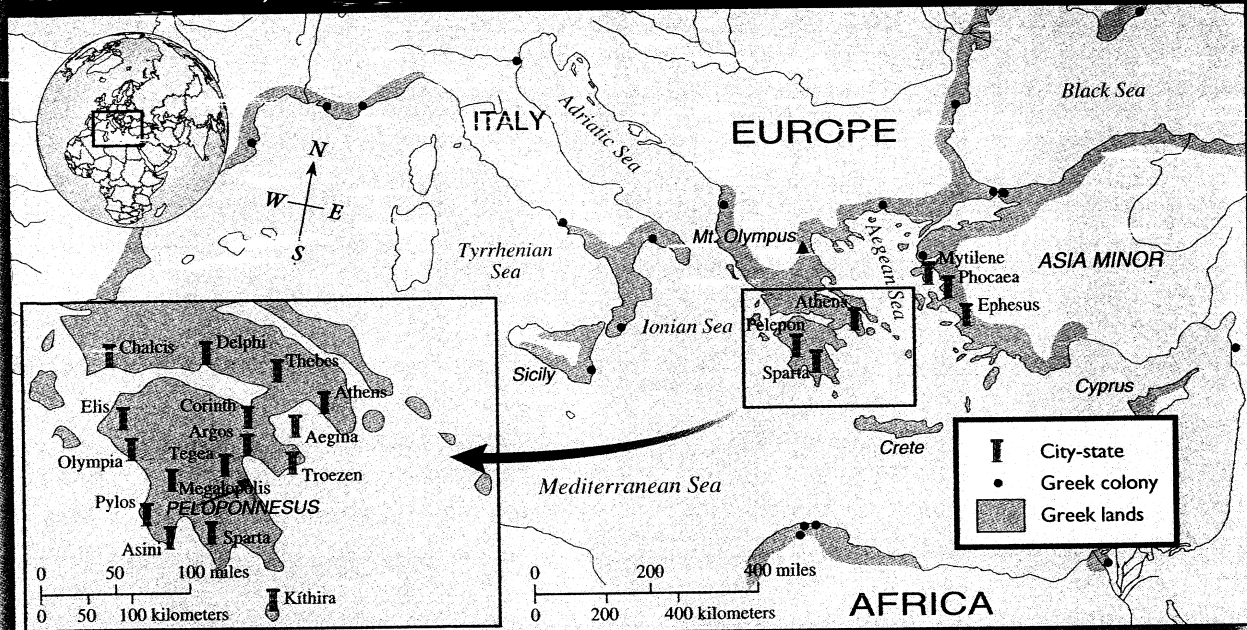 N
W
E
S
ITALY
Adriatic Sea
EUROPE
Black Sea
Tyrrhenian
Sea
Mt. Olympus
Aegean Sea
Mytilene
Phocaea
ASIA MINOR
Ephesus
Ionian Sea
Athens
Pelepon
Sparta
Sicily
Cyprus
Crete
Mediterranean Sea
AFRICA
Chalcis
Delphi
Thebes
Athens
Elis
Corinth
Argos
Aegina
Olympia
Tegea
Troezen
Megalopolis
Pylos
PELOPONNESUS
Asini
Sparta
Kíthira
0 50 100 miles
0 50 100 kilometers
0 200 400 miles
0 200 400 kilometers
City-state
Greek colony
Greek lands